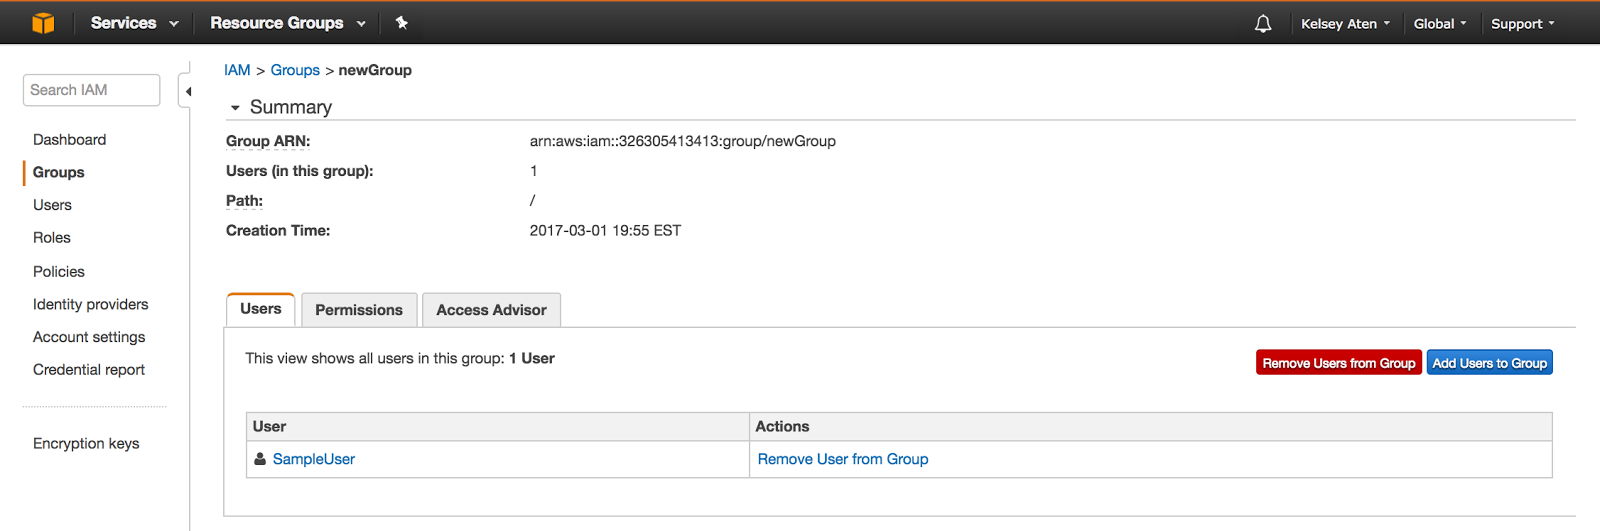 Services Resource Groups Kelsey Aten Global Support
Search IAM
Dashboard
Groups
Users
Roles
Policies
Identity providers
Account settings
Credential report
Encryption keys
IAM > Groups > newGroup
Summary
Group ARN: arn:aws:iam::326305413413:group/newGroup
Users (in this group): 1
Path: /
Creation Time: 2017-03-01 19:55 EST
Users Permissions Access Advisor
This view shows all users in this group: 1 User Remove Users from Group Add Users to Group
User Actions
SampleUser Remove User from Group